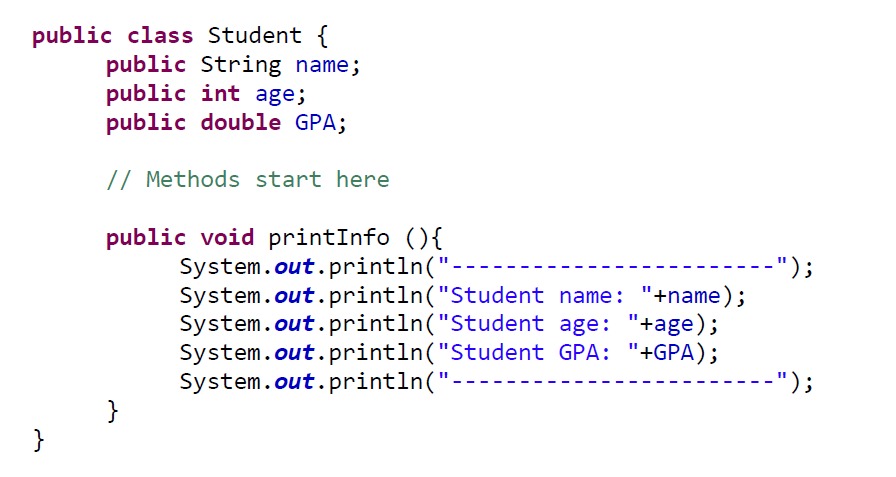 public class Student {
public String name;
public int age;
public double GPA;
// Methods start here
public void printInfo (){
System.out.println("------------------------");
System.out.println("Student name: "+name);
System.out.println("Student age: "+age);
System.out.println("Student GPA: "+GPA);
System.out.println("------------------------");
}
}